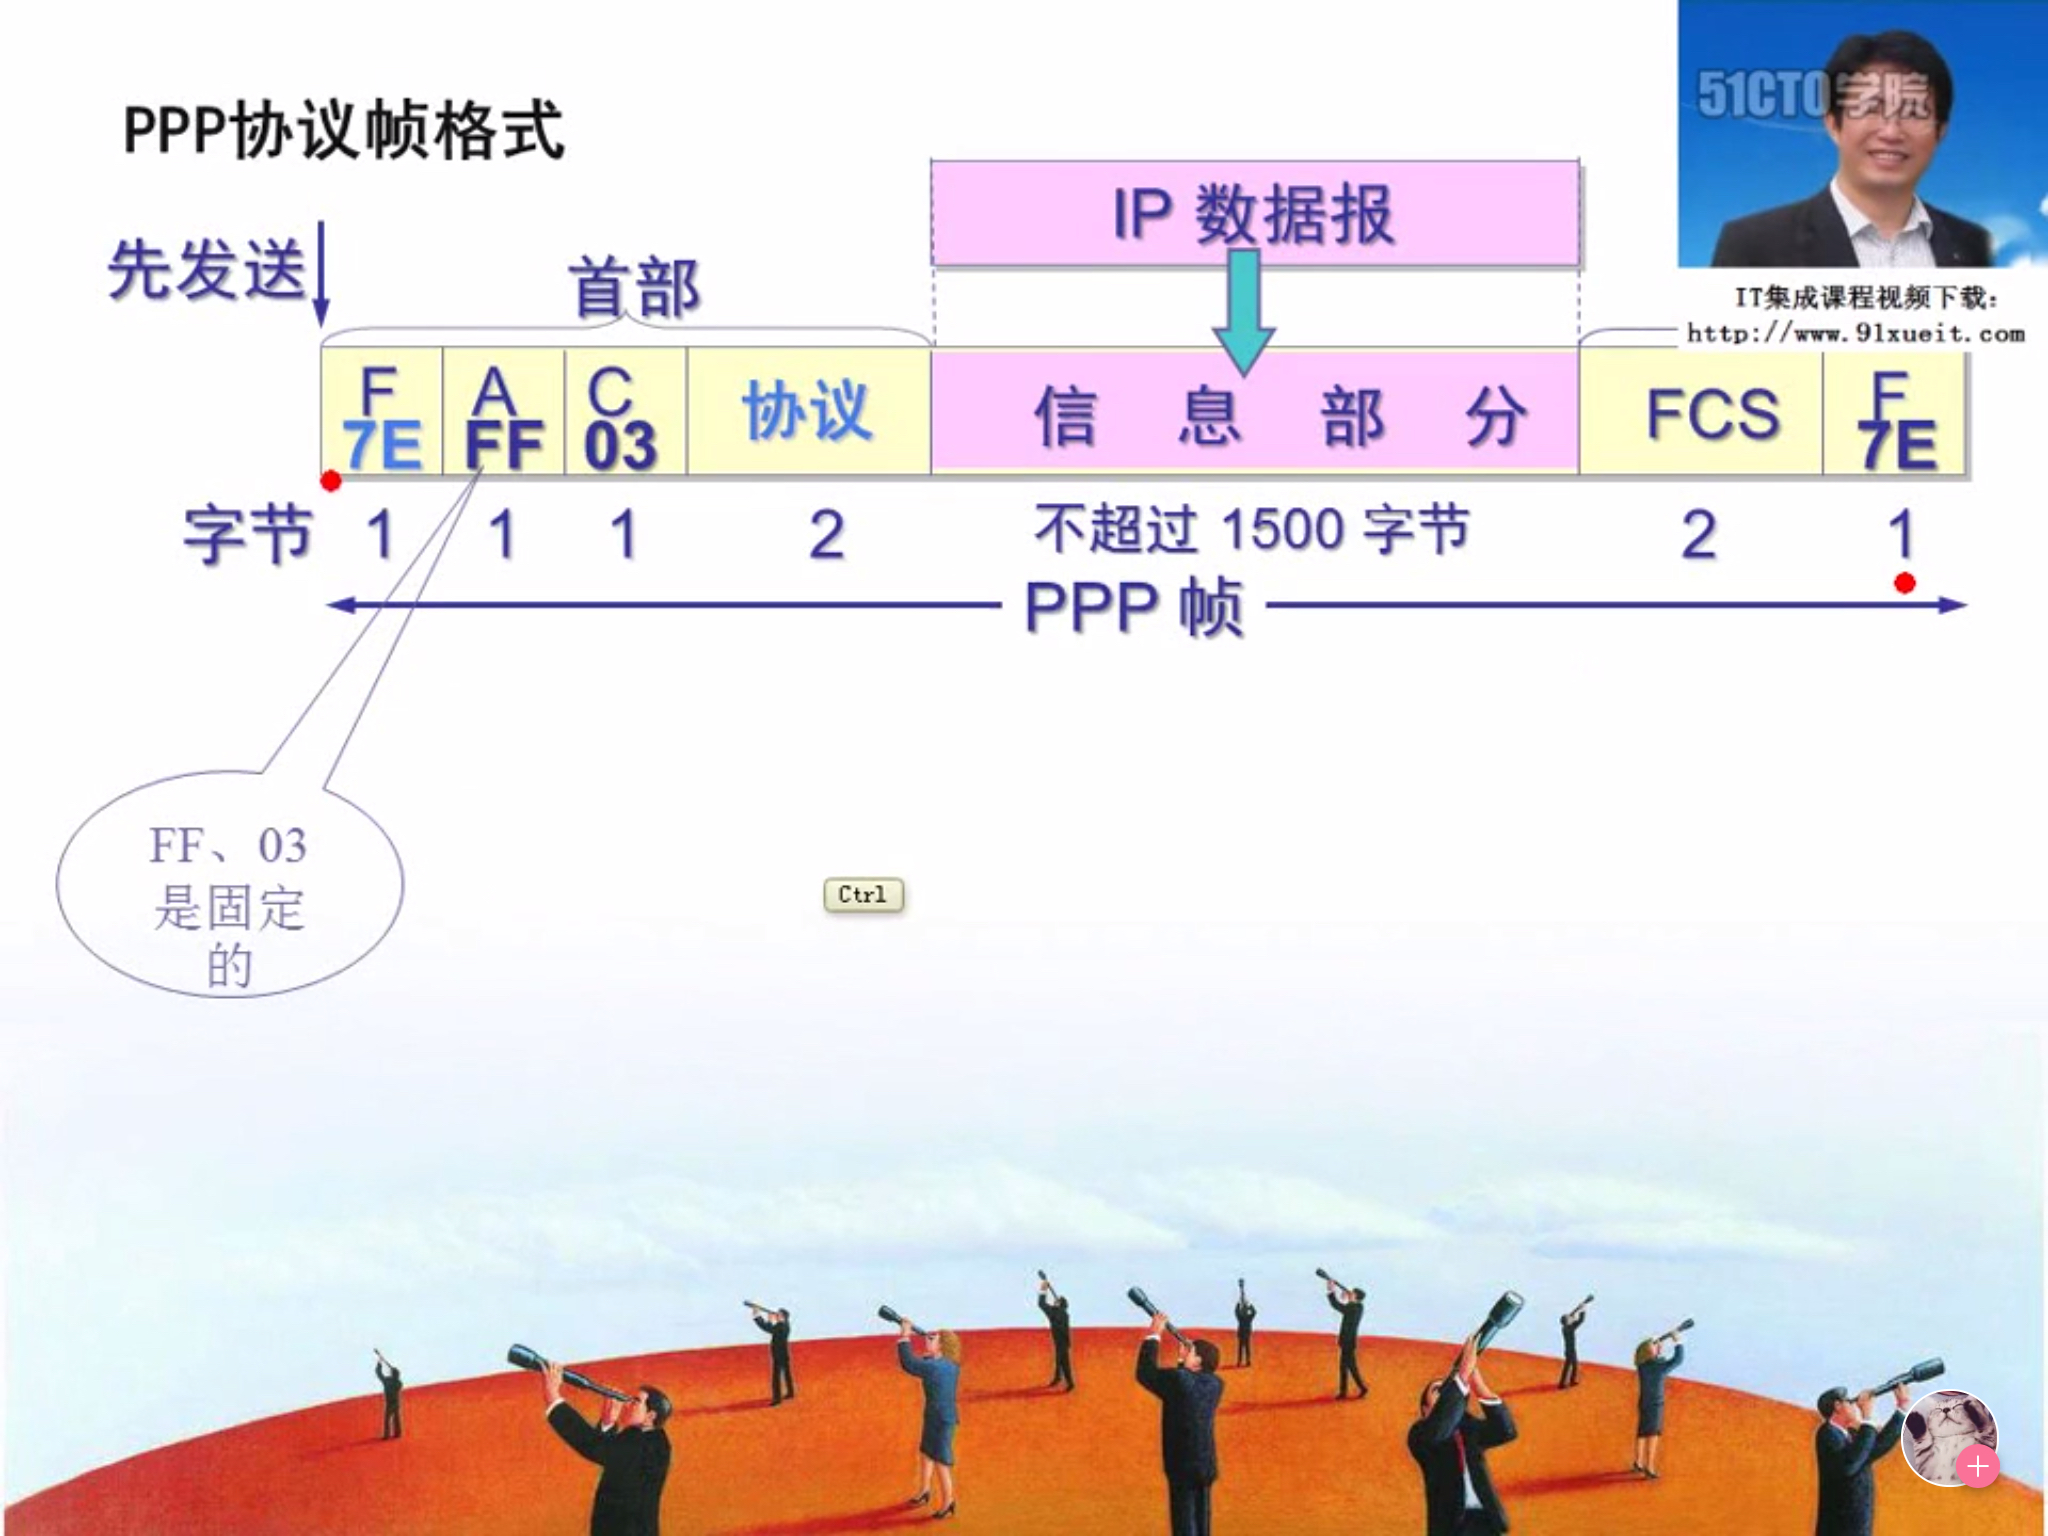 51CTO学院
PPP协议帧格式
IP 数据报
先发送
首部
IT集成课程视频下载:
http://www.91xueit.com
F
7E
A
FF
C
03
协议
信 息 部 分
FCS
F
7E
字节 1 1 1 2 不超过 1500 字节 2 1
PPP 帧
FF、03
是固定
的
Ctrl